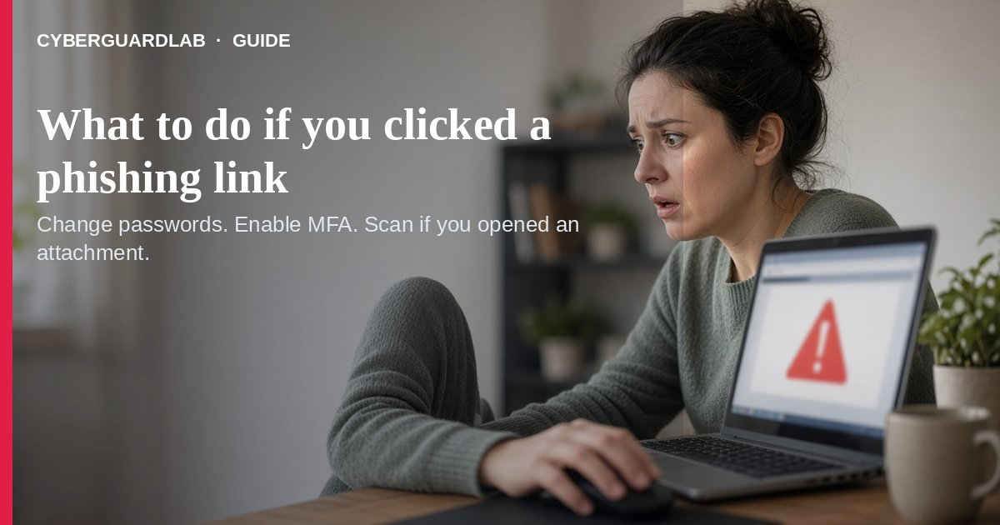 CYBERGUARDLAB · GUIDE
What to do if you clicked a
phishing link
Change passwords. Enable MFA. Scan if you opened an
attachment.